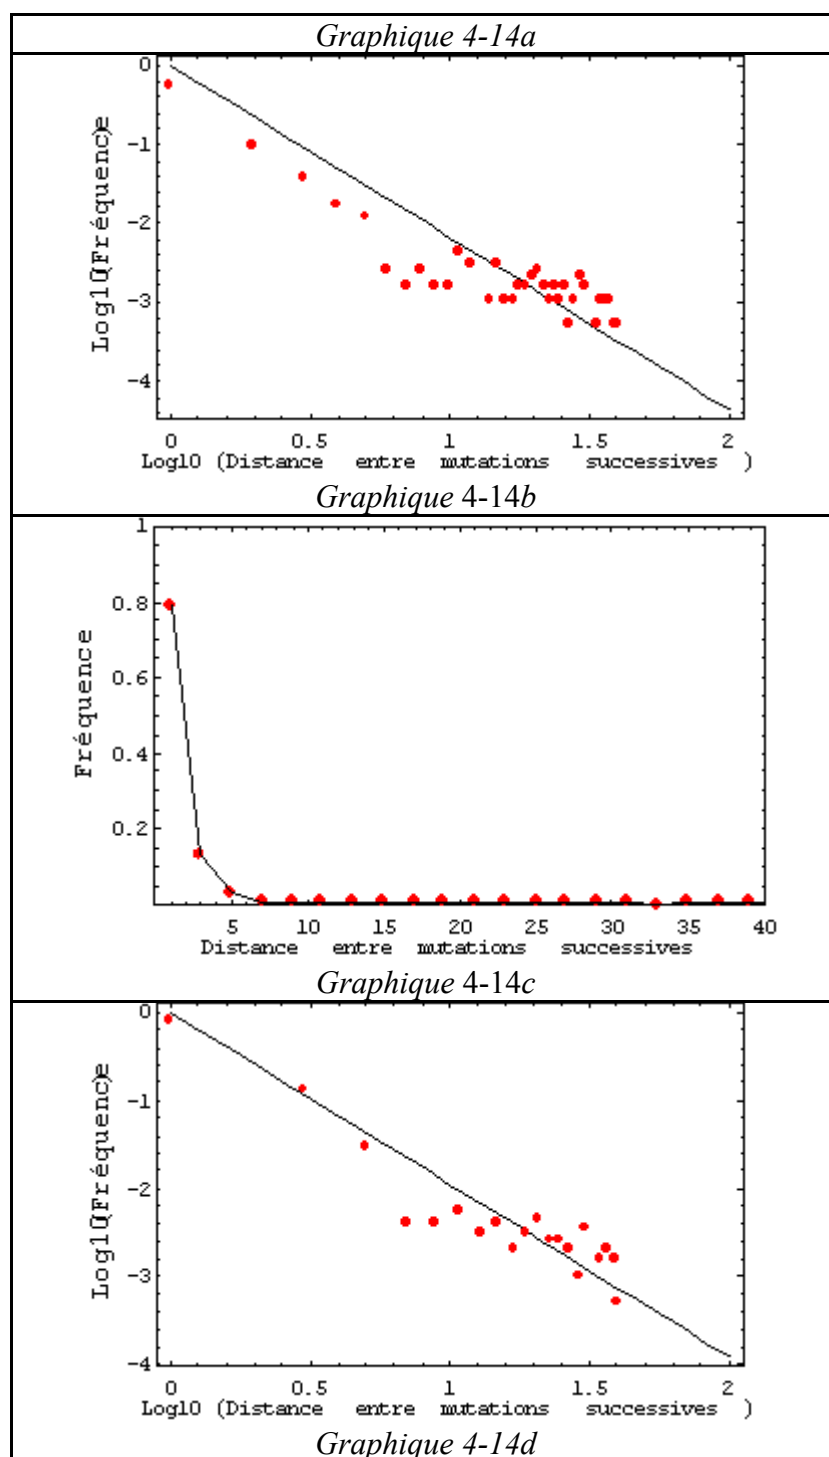 Graphique 4-14a
0
-1
-2
-3
-4
Log10(Fréquence)
0 0.5 1 1.5 2
Log10 (Distance entre mutations successives )
Graphique 4-14b
1
0.8
0.6
0.4
0.2
Fréquence
5 10 15 20 25 30 35 40
Distance entre mutations successives
Graphique 4-14c
0
-1
-2
-3
-4
Log10(Fréquence)
0 0.5 1 1.5 2
Log10 (Distance entre mutations successives )
Graphique 4-14d